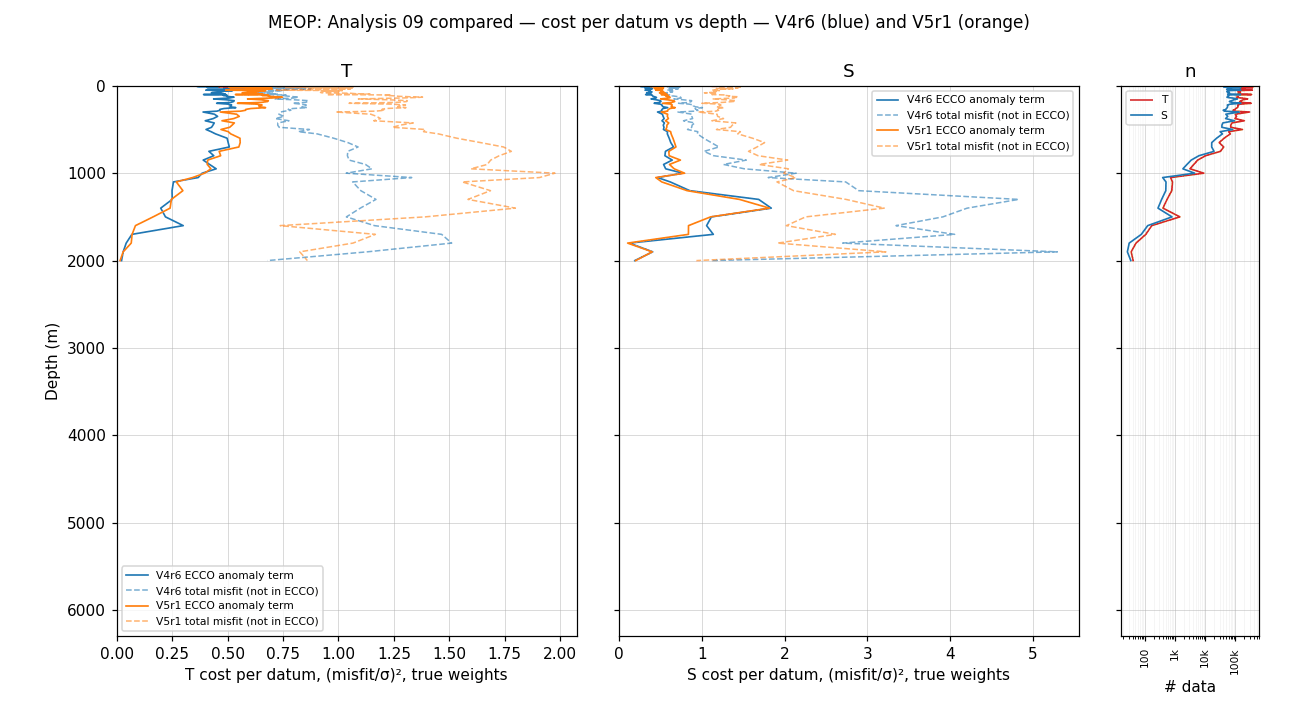 MEOP: Analysis 09 compared — cost per datum vs depth — V4r6 (blue) and V5r1 (orange)
T
S
n
0
1000
2000
3000
4000
5000
6000
Depth (m)
V4r6 ECCO anomaly term
V4r6 total misfit (not in ECCO)
V5r1 ECCO anomaly term
V5r1 total misfit (not in ECCO)
0.00 0.25 0.50 0.75 1.00 1.25 1.50 1.75 2.00
T cost per datum, (misfit/σ)², true weights
V4r6 ECCO anomaly term
V4r6 total misfit (not in ECCO)
V5r1 ECCO anomaly term
V5r1 total misfit (not in ECCO)
0 1 2 3 4 5
S cost per datum, (misfit/σ)², true weights
T
S
100 1k 10k 100k
# data